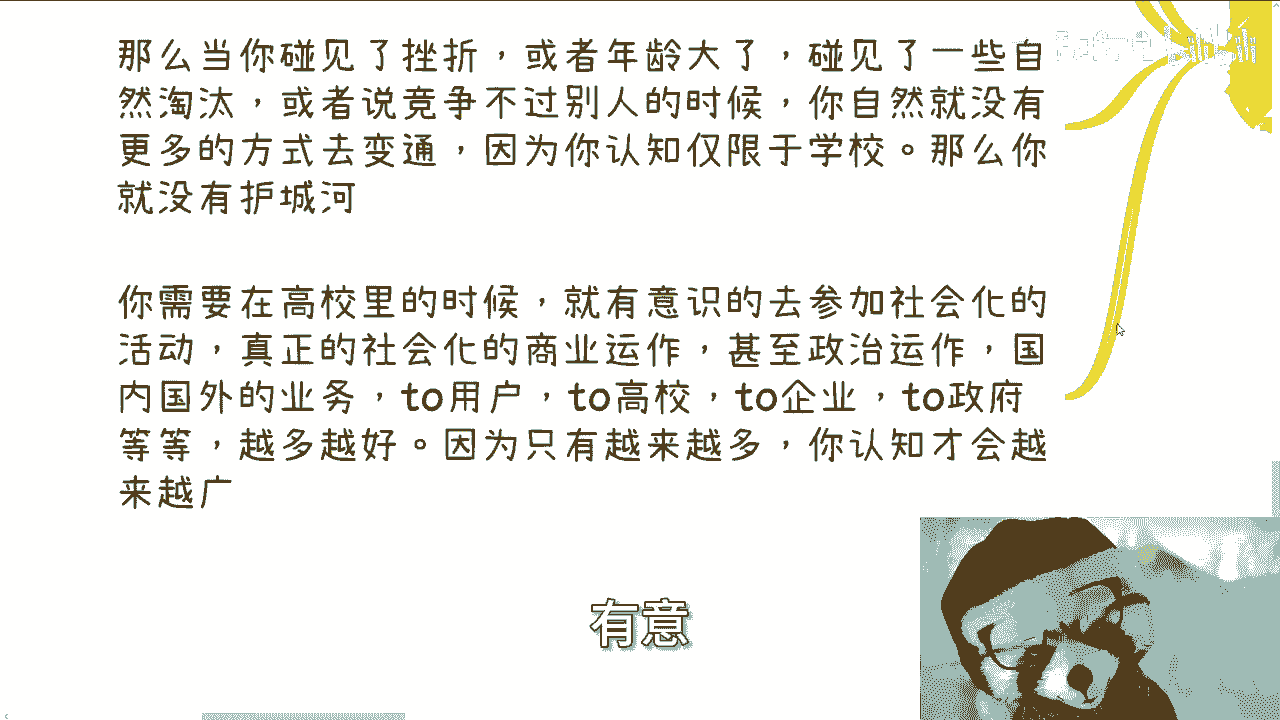 那么当你碰见了挫折，或者年龄大了，碰见了一些自
然淘汰，或者说竞争不过别人的时候，你自然就没有
更多的方式去变通，因为你认知仅限于学校。那么你
就没有护城河
你需要在高校里的时候，就有意识的去参加社会化的
活动，真正的社会化的商业运作，甚至政治运作，国
内国外的业务，to用户，to高校，to企业，to政府
等等，越多越好。因为只有越来越多，你认知才会越
来越广
有意